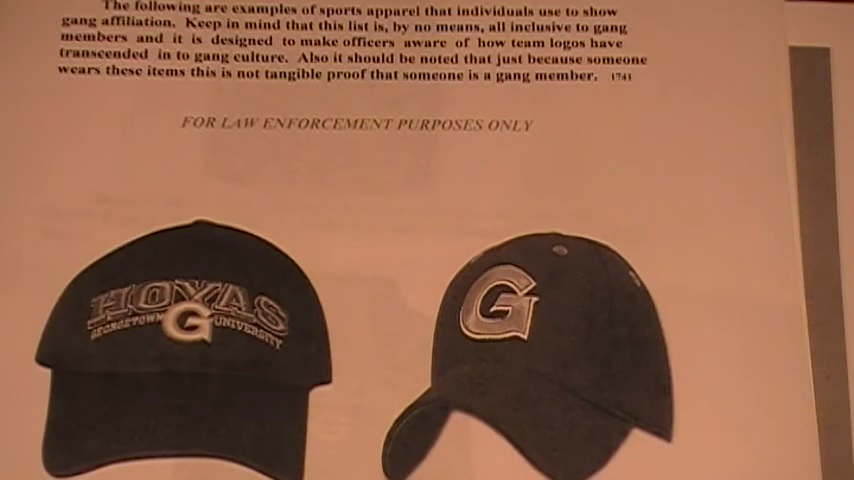 The following are examples of sports apparel that individuals use to show
gang affiliation. Keep in mind that this list is, by no means, all inclusive to gang
members and it is designed to make officers aware of how team logos have
transcended in to gang culture. Also it should be noted that just because someone
wears these items this is not tangible proof that someone is a gang member. 1741
FOR LAW ENFORCEMENT PURPOSES ONLY
HOYAS
GEORGETOWN G UNIVERSITY
G